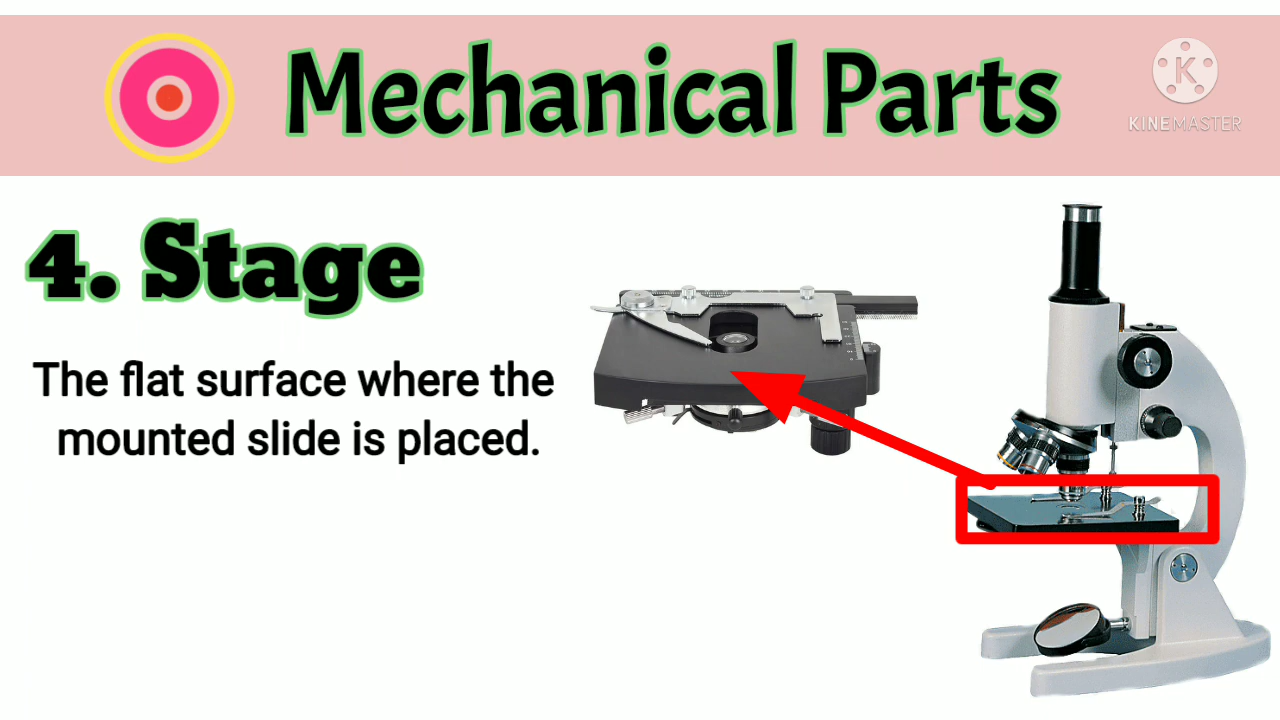 Mechanical Parts
K
KINEMASTER
4. Stage
The flat surface where the
mounted slide is placed.